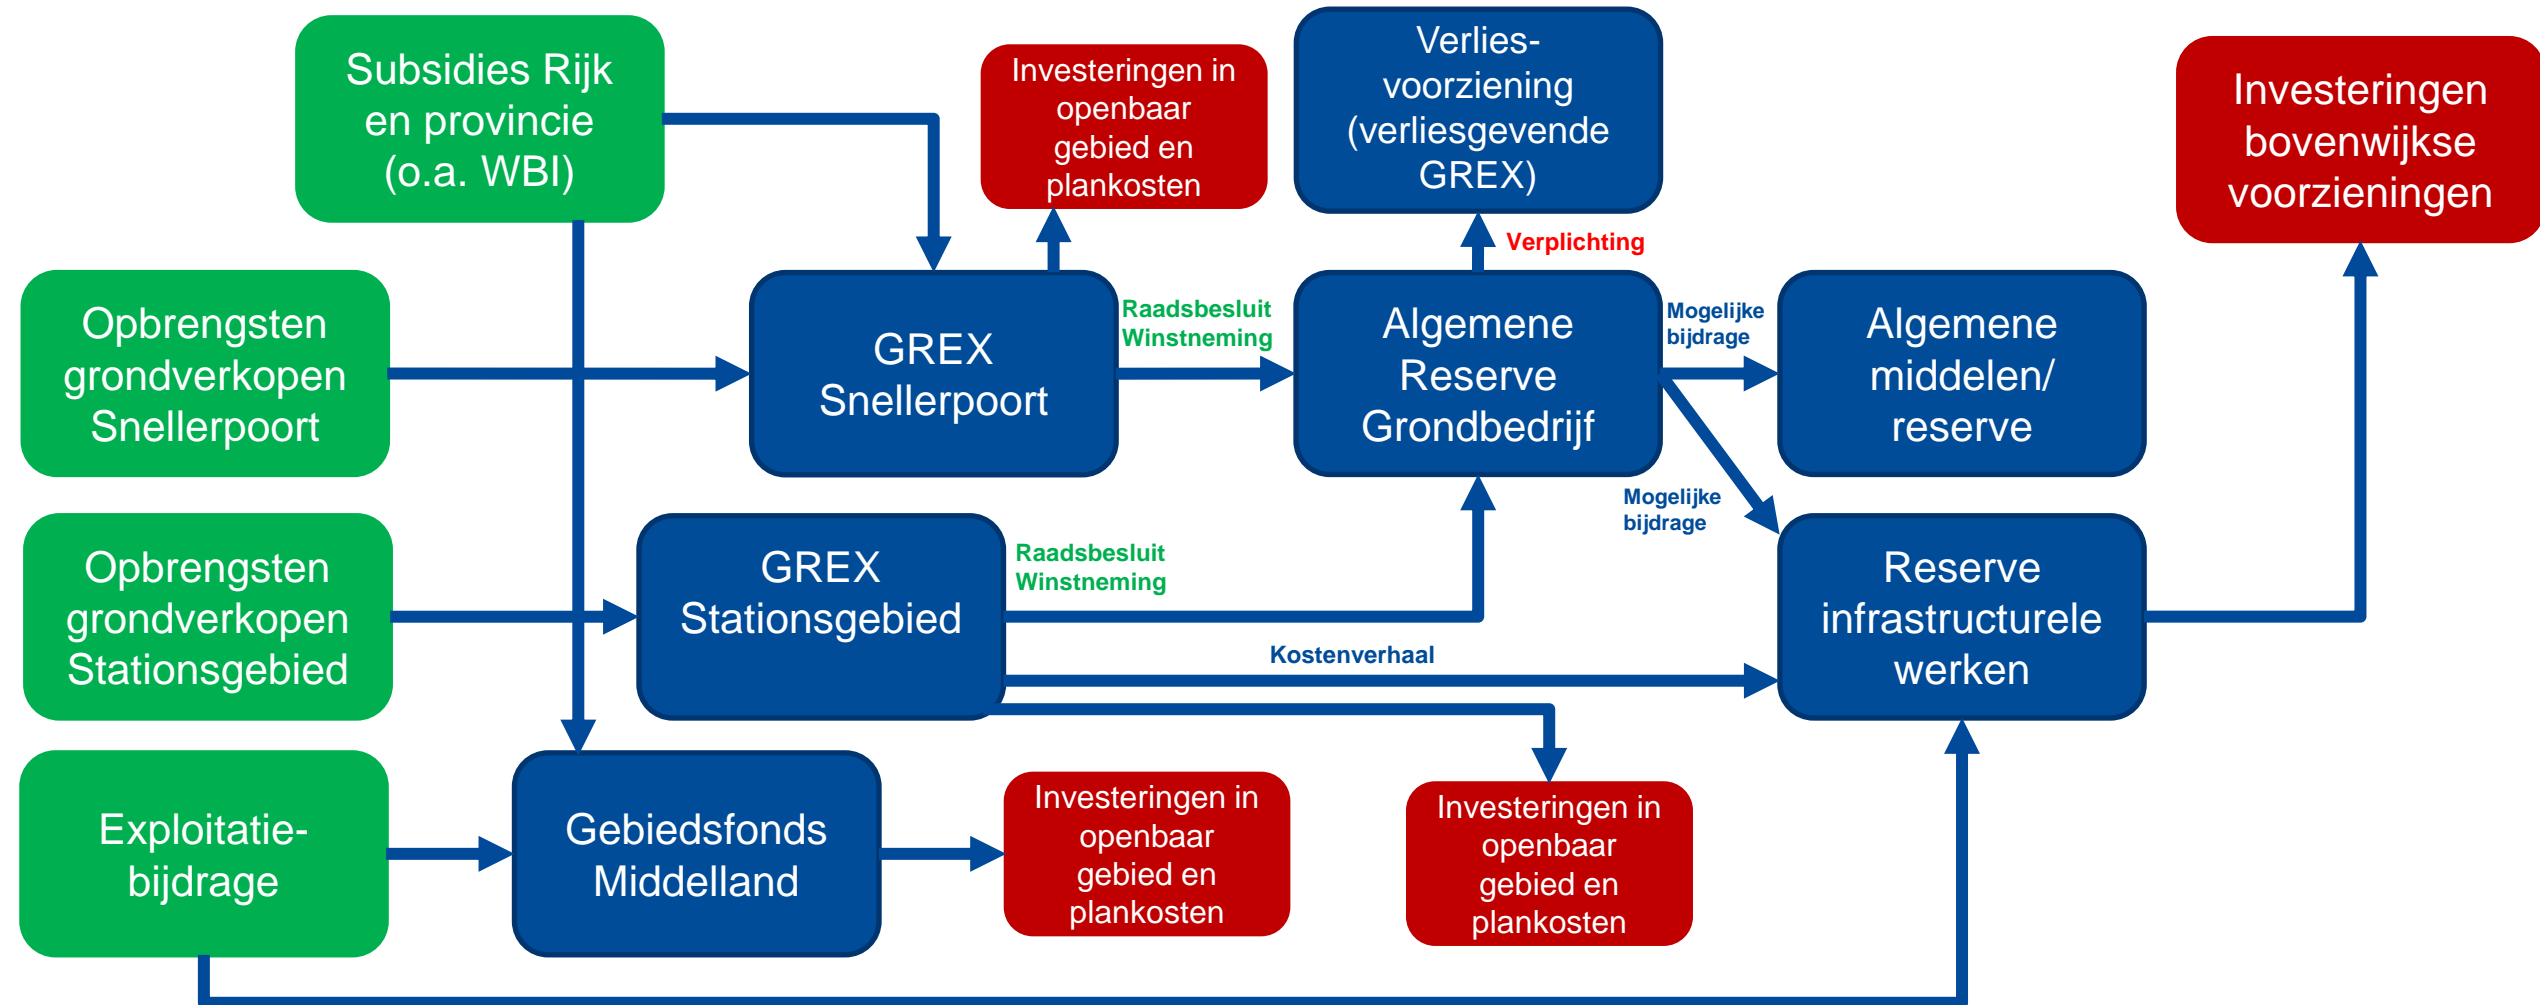 Subsidies Rijk
en provincie
(o.a. WBI)
Investeringen in
openbaar
gebied en
plankosten
Verlies-
voorziening
(verliesgevende
GREX)
Investeringen
bovenwijkse
voorzieningen
Verplichting
Opbrengsten
grondverkopen
Snellerpoort
GREX
Snellerpoort
Raadsbesluit
Winstneming
Algemene
Reserve
Grondbedrijf
Mogelijke
bijdrage
Algemene
middelen/
reserve
Mogelijke
bijdrage
Opbrengsten
grondverkopen
Stationsgebied
GREX
Stationsgebied
Raadsbesluit
Winstneming
Kostenverhaal
Reserve
infrastructurele
werken
Exploitatie-
bijdrage
Gebiedsfonds
Middelland
Investeringen in
openbaar
gebied en
plankosten
Investeringen in
openbaar
gebied en
plankosten